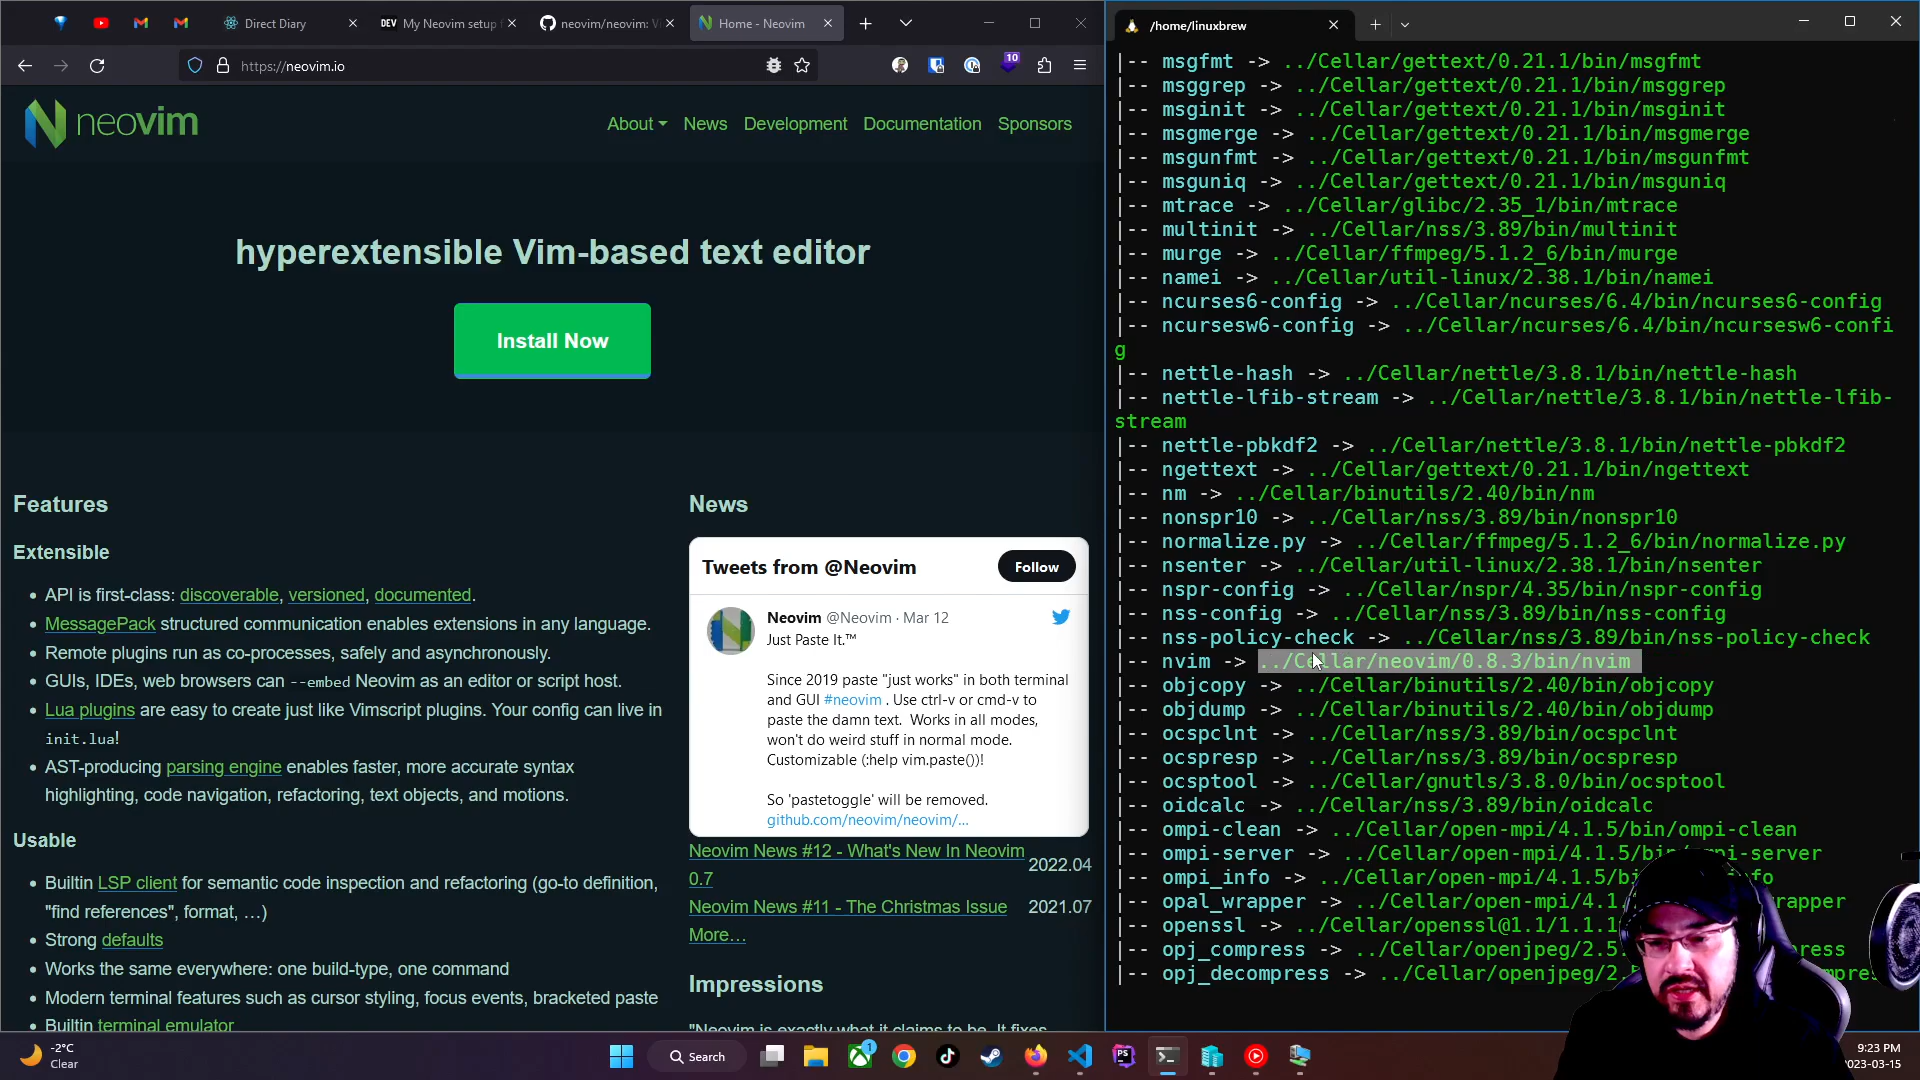 Direct Diary
DEV My Neovim setup
neovim/neovim: V
Home - Neovim
https://neovim.io
10
neovim
About
News
Development
Documentation
Sponsors
hyperextensible Vim-based text editor
Install Now
Features
Extensible
API is first-class: discoverable, versioned, documented.
MessagePack structured communication enables extensions in any language.
Remote plugins run as co-processes, safely and asynchronously.
GUIs, IDEs, web browsers can --embed Neovim as an editor or script host.
Lua plugins are easy to create just like Vimscript plugins. Your config can live in
init.lua!
AST-producing parsing engine enables faster, more accurate syntax
highlighting, code navigation, refactoring, text objects, and motions.
Usable
Builtin LSP client for semantic code inspection and refactoring (go-to definition,
"find references", format, …)
Strong defaults
Works the same everywhere: one build-type, one command
Modern terminal features such as cursor styling, focus events, bracketed paste
Builtin terminal emulator
News
Tweets from @Neovim
Follow
Neovim @Neovim · Mar 12
Just Paste It.™
Since 2019 paste "just works" in both terminal
and GUI #neovim . Use ctrl-v or cmd-v to
paste the damn text. Works in all modes,
won't do weird stuff in normal mode.
Customizable (:help vim.paste())!
So 'pastetoggle' will be removed.
github.com/neovim/neovim/...
Neovim News #12 - What's New In Neovim
0.7
2022.04
Neovim News #11 - The Christmas Issue
2021.07
More…
Impressions
"Neovim is exactly what it claims to be. It fixes
/home/linuxbrew
|-- msgfmt -> ../Cellar/gettext/0.21.1/bin/msgfmt
|-- msggrep -> ../Cellar/gettext/0.21.1/bin/msggrep
|-- msginit -> ../Cellar/gettext/0.21.1/bin/msginit
|-- msgmerge -> ../Cellar/gettext/0.21.1/bin/msgmerge
|-- msgunfmt -> ../Cellar/gettext/0.21.1/bin/msgunfmt
|-- msguniq -> ../Cellar/gettext/0.21.1/bin/msguniq
|-- mtrace -> ../Cellar/glibc/2.35_1/bin/mtrace
|-- multinit -> ../Cellar/nss/3.89/bin/multinit
|-- murge -> ../Cellar/ffmpeg/5.1.2_6/bin/murge
|-- namei -> ../Cellar/util-linux/2.38.1/bin/namei
|-- ncurses6-config -> ../Cellar/ncurses/6.4/bin/ncurses6-config
|-- ncursesw6-config -> ../Cellar/ncurses/6.4/bin/ncursesw6-confi
g
|-- nettle-hash -> ../Cellar/nettle/3.8.1/bin/nettle-hash
|-- nettle-lfib-stream -> ../Cellar/nettle/3.8.1/bin/nettle-lfib-
stream
|-- nettle-pbkdf2 -> ../Cellar/nettle/3.8.1/bin/nettle-pbkdf2
|-- ngettext -> ../Cellar/gettext/0.21.1/bin/ngettext
|-- nm -> ../Cellar/binutils/2.40/bin/nm
|-- nonspr10 -> ../Cellar/nss/3.89/bin/nonspr10
|-- normalize.py -> ../Cellar/ffmpeg/5.1.2_6/bin/normalize.py
|-- nsenter -> ../Cellar/util-linux/2.38.1/bin/nsenter
|-- nspr-config -> ../Cellar/nspr/4.35/bin/nspr-config
|-- nss-config -> ../Cellar/nss/3.89/bin/nss-config
|-- nss-policy-check -> ../Cellar/nss/3.89/bin/nss-policy-check
|-- nvim -> ../Cellar/neovim/0.8.3/bin/nvim
|-- objcopy -> ../Cellar/binutils/2.40/bin/objcopy
|-- objdump -> ../Cellar/binutils/2.40/bin/objdump
|-- ocspclnt -> ../Cellar/nss/3.89/bin/ocspclnt
|-- ocspresp -> ../Cellar/nss/3.89/bin/ocspresp
|-- ocsptool -> ../Cellar/gnutls/3.8.0/bin/ocsptool
|-- oidcalc -> ../Cellar/nss/3.89/bin/oidcalc
|-- ompi-clean -> ../Cellar/open-mpi/4.1.5/bin/ompi-clean
|-- ompi-server -> ../Cellar/open-mpi/4.1.5/bin/ompi-server
|-- ompi_info -> ../Cellar/open-mpi/4.1.5/bi
|-- opal_wrapper -> ../Cellar/open-mpi/4.1. rapper
|-- openssl -> ../Cellar/openssl@1.1/1.1.1
|-- opj_compress -> ../Cellar/openjpeg/2.5. press
|-- opj_decompress -> ../Cellar/openjpeg/2.
-2°C
Clear
Search
1
PS
9:23 PM
2023-03-15